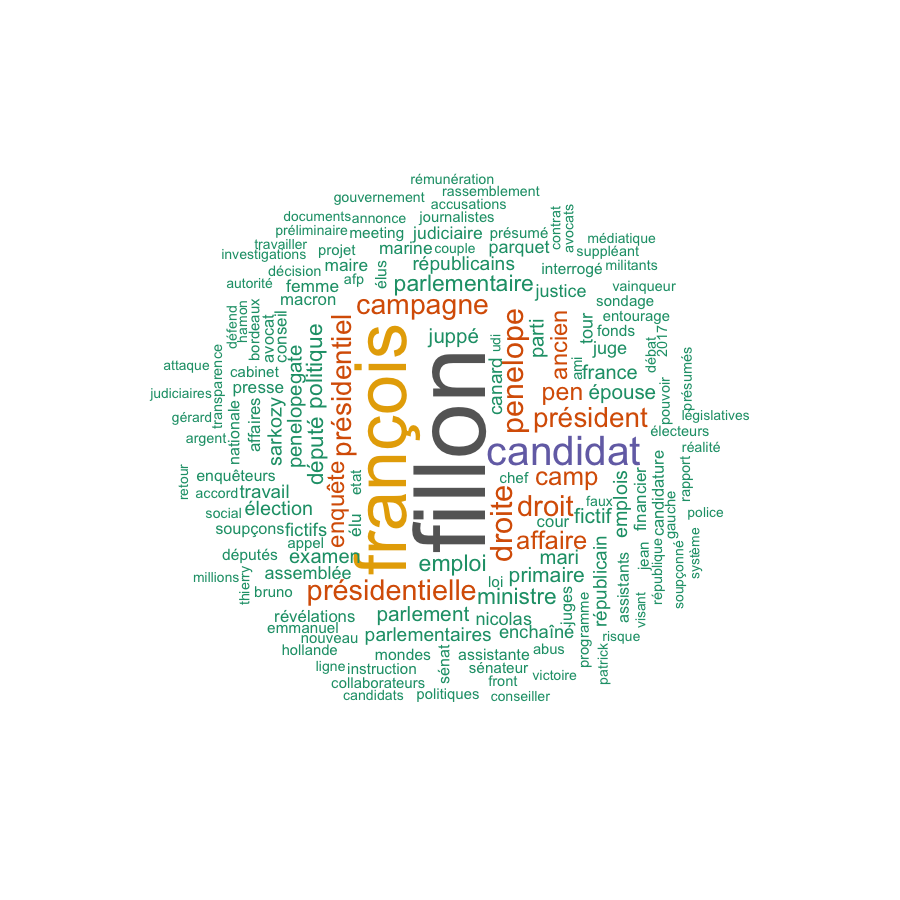 rémunération
gouvernement rassemblement
accusations
documents annonce journalistes
préliminaire meeting judiciaire présumé contrat avocats
travailler investigations projet marine couple parquet médiatique suppléant
décision maire afp élus républicains interrogé militants
autorité femme macron parlementaire justice vainqueur sondage
campagne fonds entourage
défend hamon bordeaux avocat conseil juppé udi parti ancien tour juge débat 2017
attaque transparence cabinet penelopegate politique présidentiel françois fillon canard penelope ami france pouvoir présumés
judiciaires presse pen épouse
gérard nationale affaires sarkozy président législatives
argent député électeurs
candidat réalité
retour enquêteurs enquête etat chef camp emplois financier candidature rapport
accord travail droite droit faux gauche
social élection élu cour fictif police
soupçons fictifs affaire
appel
députés examen emploi mari républicain assistants jean république soupçonné système
millions thierry assemblée loi primaire
bruno présidentielle ministre juges visant
révélations parlement nicolas
emmanuel nouveau parlementaires enchaîné programme risque
hollande mondes sénat assistante abus patrick
ligne instruction sénateur victoire
collaborateurs front
candidats politiques conseiller